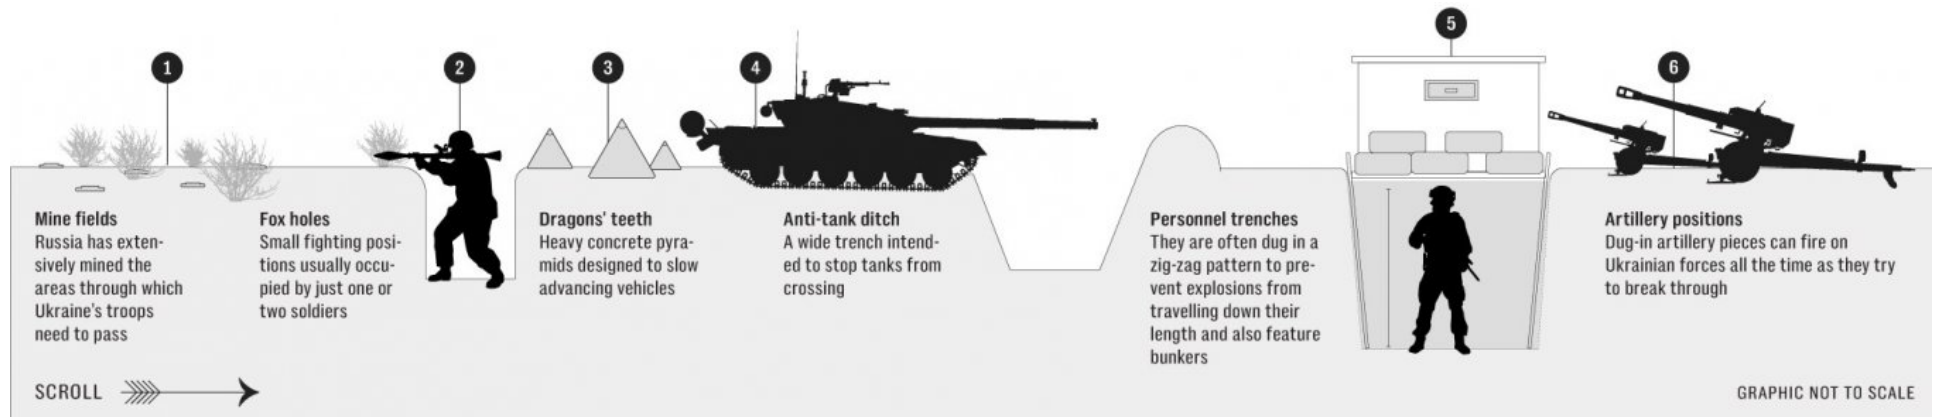 1
2
3
4
5
6
Mine fields
Russia has exten-
sively mined the
areas through which
Ukraine's troops
need to pass
Fox holes
Small fighting posi-
tions usually occu-
pied by just one or
two soldiers
Dragons' teeth
Heavy concrete pyra-
mids designed to slow
advancing vehicles
Anti-tank ditch
A wide trench intend-
ed to stop tanks from
crossing
Personnel trenches
They are often dug in a
zig-zag pattern to pre-
vent explosions from
travelling down their
length and also feature
bunkers
Artillery positions
Dug-in artillery pieces can fire on
Ukrainian forces all the time as they try
to break through
SCROLL
GRAPHIC NOT TO SCALE